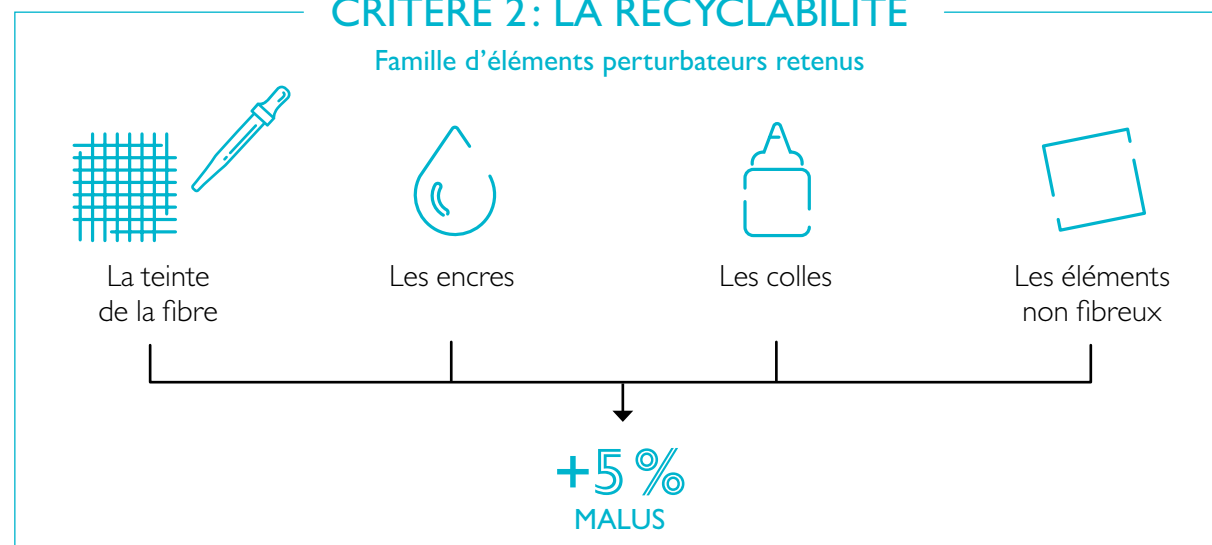 CRITÈRE 2 : LA RECYCLABILITÉ
Famille d’éléments perturbateurs retenus
La teinte
de la fibre
Les encres
Les colles
Les éléments
non fibreux
+5 %
MALUS